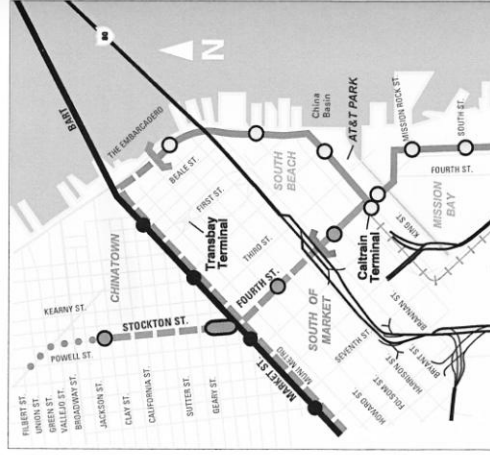 BART
80
N
THE EMBARCADERO
BEALE ST.
FIRST ST.
CHINATOWN
Transbay
Terminal
SOUTH
BEACH
China
Basin
AT&T PARK
MISSION ROCK ST.
SOUTH ST.
FOURTH ST.
MISSION
BAY
KING ST.
Caltrain
Terminal
THIRD ST.
FOURTH ST.
KEARNY ST.
STOCKTON ST.
POWELL ST.
SOUTH OF
MARKET
MUNI METRO
MARKET ST.
SEVENTH ST.
HOWARD ST.
FOLSOM ST.
HARRISON ST.
BRYANT ST.
BRANNAN ST.
FILBERT ST.
UNION ST.
GREEN ST.
VALLEJO ST.
BROADWAY ST.
JACKSON ST.
CLAY ST.
CALIFORNIA ST.
SUTTER ST.
GEARY ST.